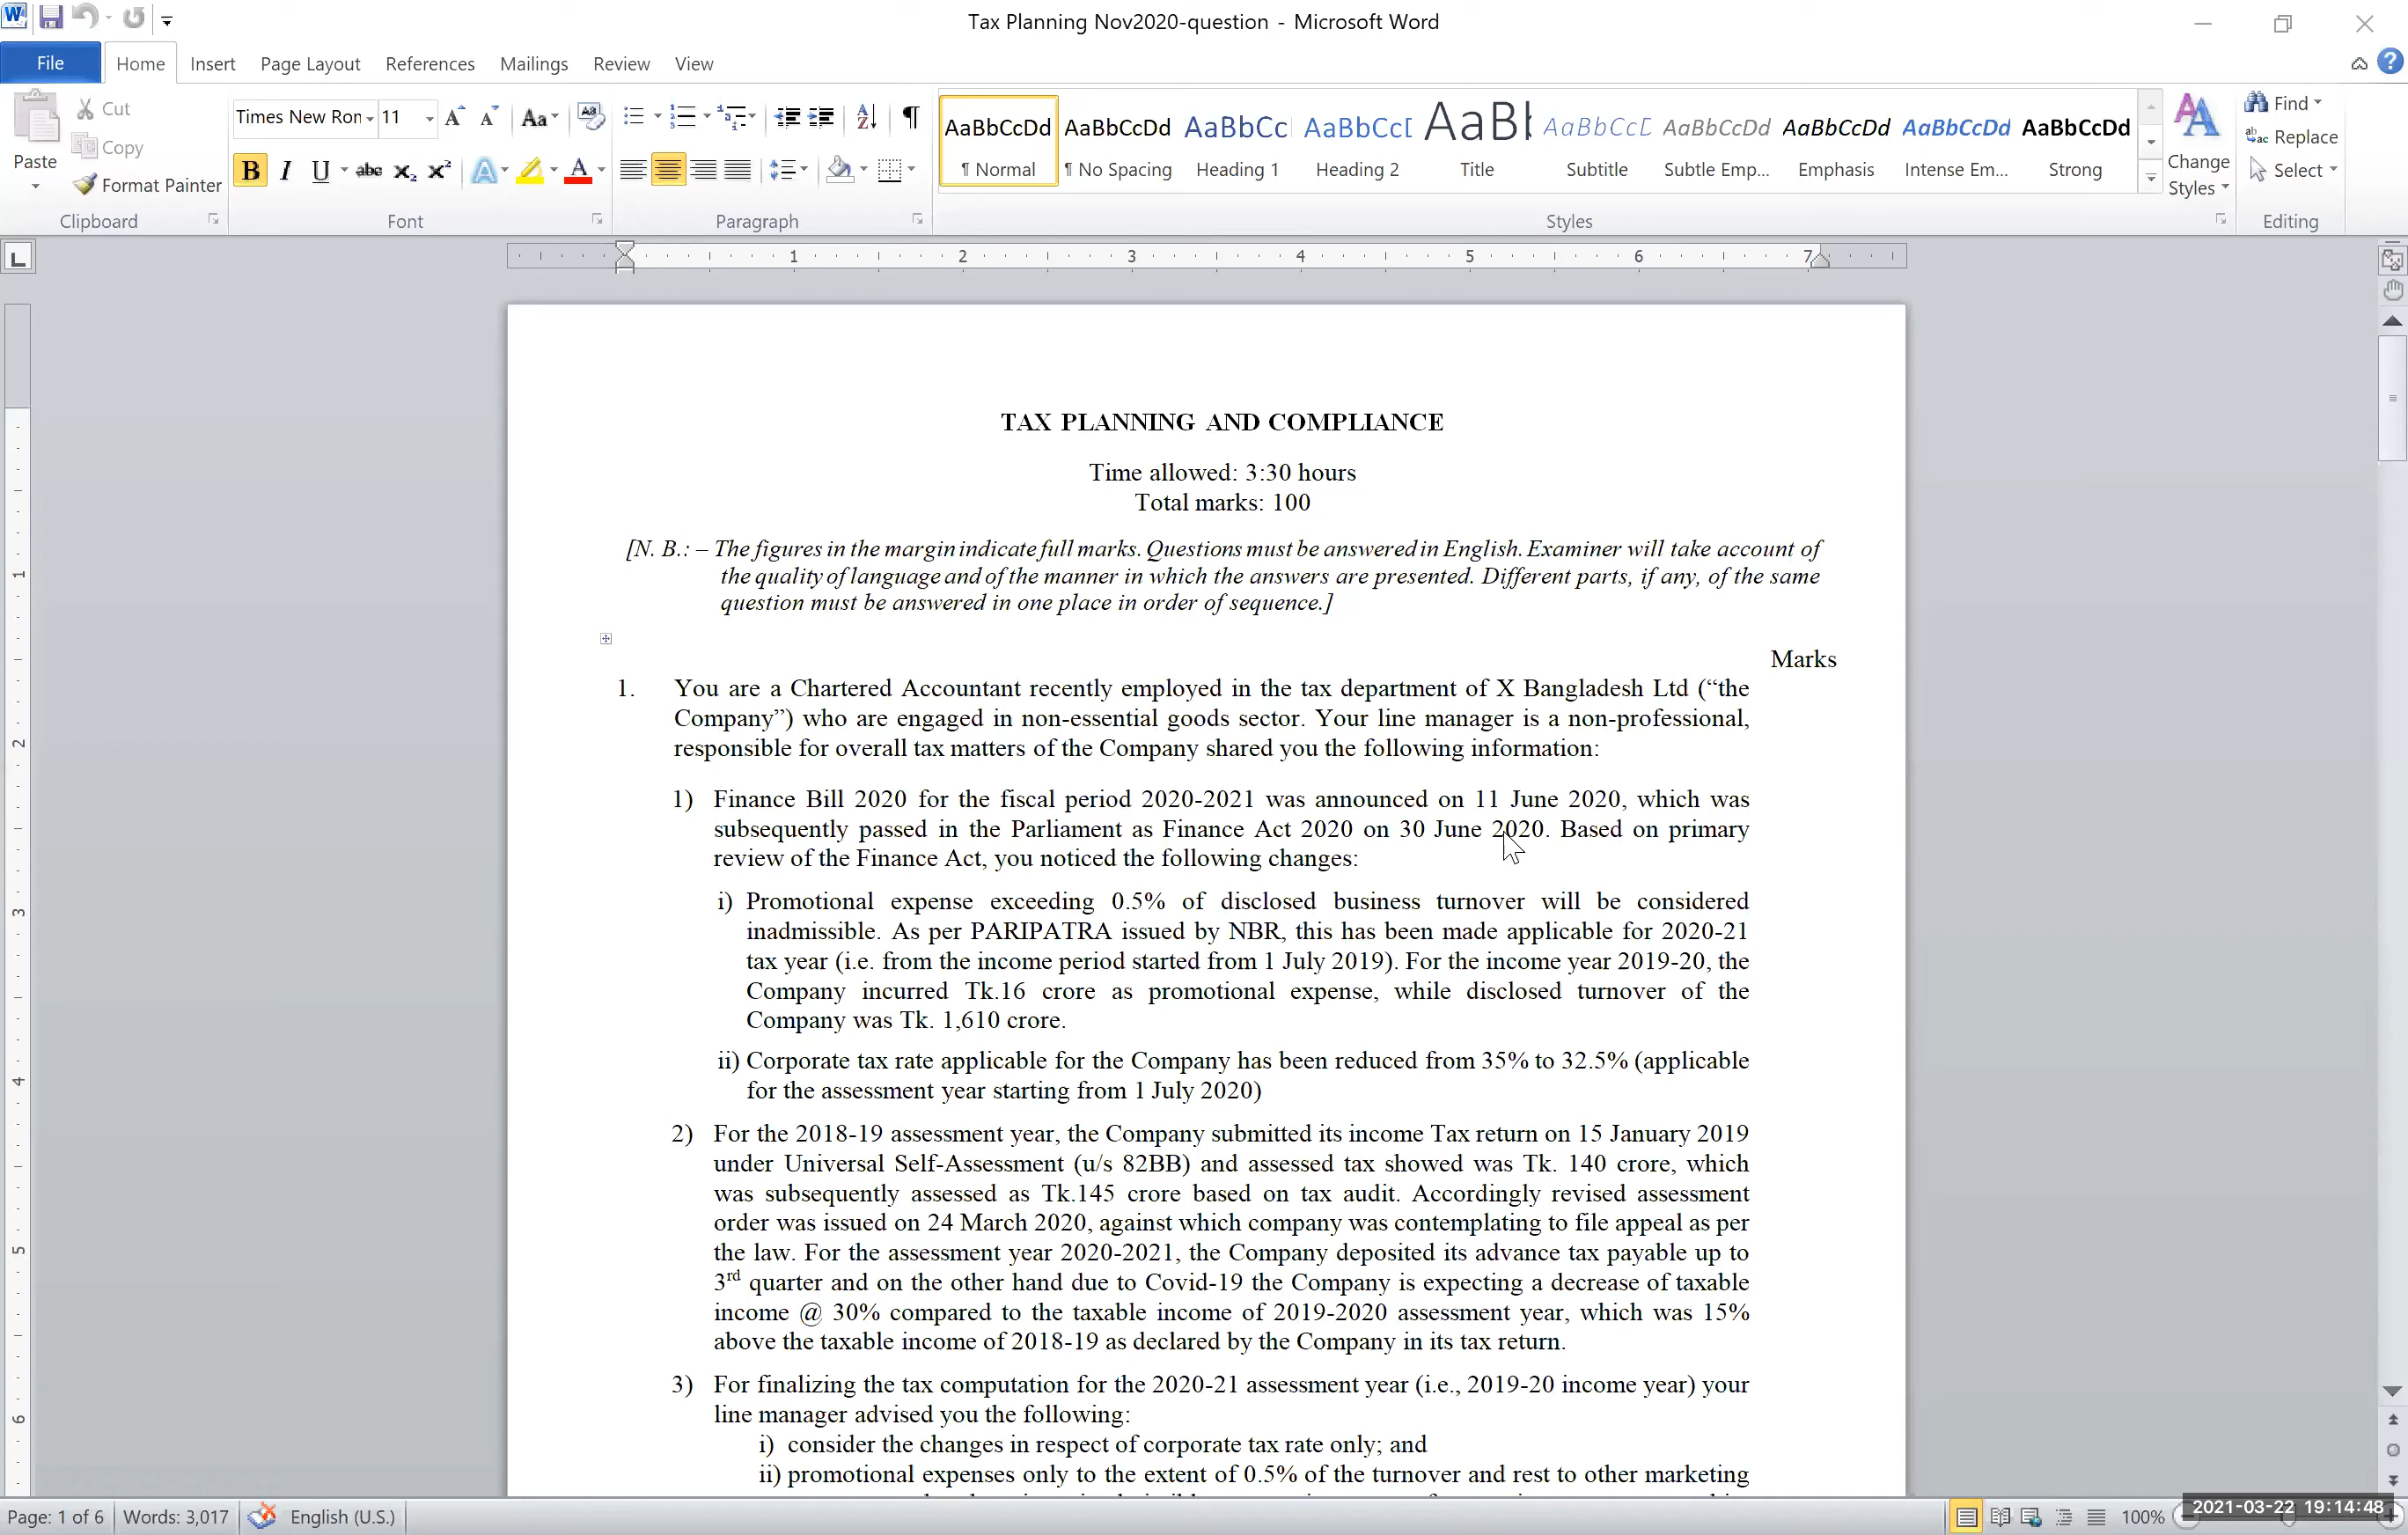 Tax Planning Nov2020-question - Microsoft Word
File Home Insert Page Layout References Mailings Review View
Paste
Cut
Copy
Format Painter
Clipboard
Times New Ron 11
Font
Paragraph
AaBbCcDd AaBbCcDd AaBbCc AaBbCc AaB AaBbCc AaBbCcDd AaBbCcDd AaBbCcDd AaBbCcDd
¶ Normal ¶ No Spacing Heading 1 Heading 2 Title Subtitle Subtle Emp... Emphasis Intense Em... Strong
Styles
Change
Styles
Find
Replace
Select
Editing
1 2 3 4 5 6 7
TAX PLANNING AND COMPLIANCE
Time allowed: 3:30 hours
Total marks: 100
[N. B.: – The figures in the margin indicate full marks. Questions must be answered in English. Examiner will take account of
the quality of language and of the manner in which the answers are presented. Different parts, if any, of the same
question must be answered in one place in order of sequence.]
Marks
1. You are a Chartered Accountant recently employed in the tax department of X Bangladesh Ltd (“the
Company”) who are engaged in non-essential goods sector. Your line manager is a non-professional,
responsible for overall tax matters of the Company shared you the following information:
1) Finance Bill 2020 for the fiscal period 2020-2021 was announced on 11 June 2020, which was
subsequently passed in the Parliament as Finance Act 2020 on 30 June 2020. Based on primary
review of the Finance Act, you noticed the following changes:
i) Promotional expense exceeding 0.5% of disclosed business turnover will be considered
inadmissible. As per PARIPATRA issued by NBR, this has been made applicable for 2020-21
tax year (i.e. from the income period started from 1 July 2019). For the income year 2019-20, the
Company incurred Tk.16 crore as promotional expense, while disclosed turnover of the
Company was Tk. 1,610 crore.
ii) Corporate tax rate applicable for the Company has been reduced from 35% to 32.5% (applicable
for the assessment year starting from 1 July 2020)
2) For the 2018-19 assessment year, the Company submitted its income Tax return on 15 January 2019
under Universal Self-Assessment (u/s 82BB) and assessed tax showed was Tk. 140 crore, which
was subsequently assessed as Tk.145 crore based on tax audit. Accordingly revised assessment
order was issued on 24 March 2020, against which company was contemplating to file appeal as per
the law. For the assessment year 2020-2021, the Company deposited its advance tax payable up to
3rd quarter and on the other hand due to Covid-19 the Company is expecting a decrease of taxable
income @ 30% compared to the taxable income of 2019-2020 assessment year, which was 15%
above the taxable income of 2018-19 as declared by the Company in its tax return.
3) For finalizing the tax computation for the 2020-21 assessment year (i.e., 2019-20 income year) your
line manager advised you the following:
i) consider the changes in respect of corporate tax rate only; and
ii) promotional expenses only to the extent of 0.5% of the turnover and rest to other marketing
Page: 1 of 6 Words: 3,017 English (U.S.) 100%
2021-03-22 19:14:48